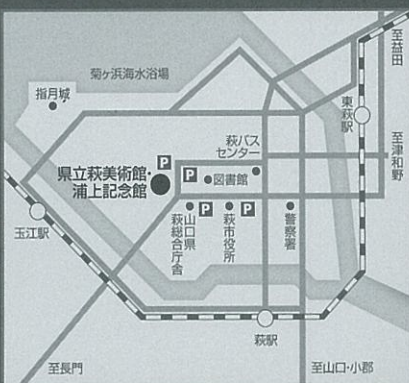 至益田
菊ヶ浜海水浴場
指月城
東萩駅
至津和野
萩バス
センター
P
P
図書館
県立萩美術館・
浦上記念館
P
P
山口県
萩総合庁舎
萩市役所
警察署
玉江駅
萩駅
至長門
至山口・小郡